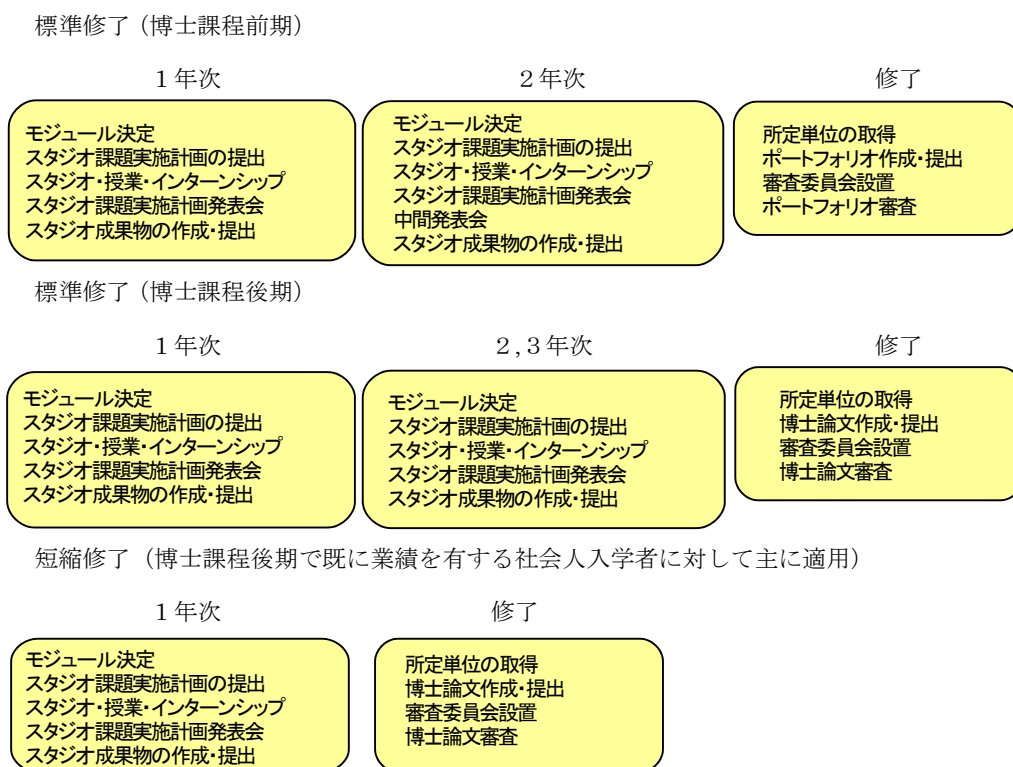 標準修了（博士課程前期）
１年次
２年次
修了
モジュール決定
スタジオ課題実施計画の提出
スタジオ・授業・インターンシップ
スタジオ課題実施計画発表会
スタジオ成果物の作成・提出
モジュール決定
スタジオ課題実施計画の提出
スタジオ・授業・インターンシップ
スタジオ課題実施計画発表会
中間発表会
スタジオ成果物の作成・提出
所定単位の取得
ポートフォリオ作成・提出
審査委員会設置
ポートフォリオ審査
標準修了（博士課程後期）
１年次
２,３年次
修了
モジュール決定
スタジオ課題実施計画の提出
スタジオ・授業・インターンシップ
スタジオ課題実施計画発表会
スタジオ成果物の作成・提出
モジュール決定
スタジオ課題実施計画の提出
スタジオ・授業・インターンシップ
スタジオ課題実施計画発表会
スタジオ成果物の作成・提出
所定単位の取得
博士論文作成・提出
審査委員会設置
博士論文審査
短縮修了（博士課程後期で既に業績を有する社会人入学者に対して主に適用）
１年次
修了
モジュール決定
スタジオ課題実施計画の提出
スタジオ・授業・インターンシップ
スタジオ課題実施計画発表会
スタジオ成果物の作成・提出
所定単位の取得
博士論文作成・提出
審査委員会設置
博士論文審査